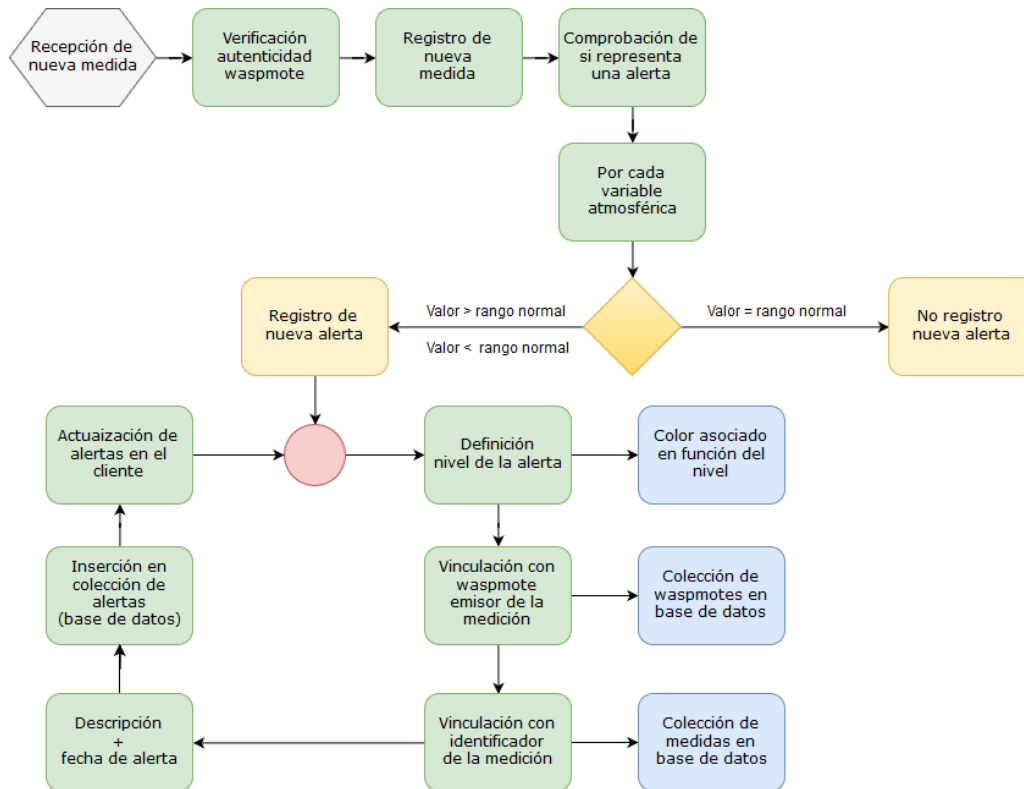 Recepción de
nueva medida
Verificación
autenticidad
waspmote
Registro de
nueva
medida
Comprobación de
si representa
una alerta
Por cada
variable
atmosférica
Registro de
nueva alerta
Valor > rango normal
Valor < rango normal
Valor = rango normal
No registro
nueva alerta
Actuaización de
alertas en el
cliente
Definición
nivel de la alerta
Color asociado
en función del
nivel
Inserción en
colección de
alertas
(base de datos)
Vinculación con
waspmote
emisor de la
medición
Colección de
waspmotes en
base de datos
Descripción
+
fecha de alerta
Vinculación con
identificador
de la medición
Colección de
medidas en
base de datos